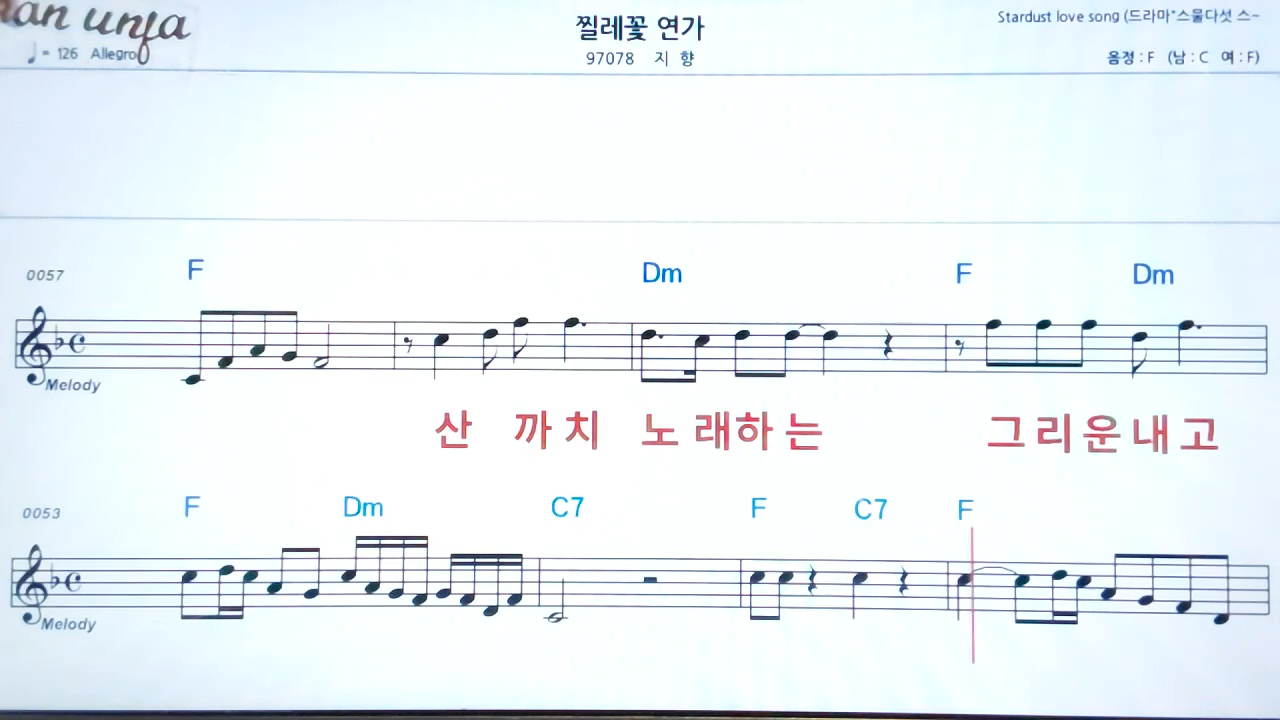 찔레꽃 연가
Stardust love song (드라마"스물다섯 스-
♩= 126 Allegro
97078 지 향
음정 : F (남 : C 여 : F)
0057
F Dm F Dm
Melody
산 까 치 노 래 하 는 그 리 운 내 고
0053
F Dm C7 F C7 F
Melody